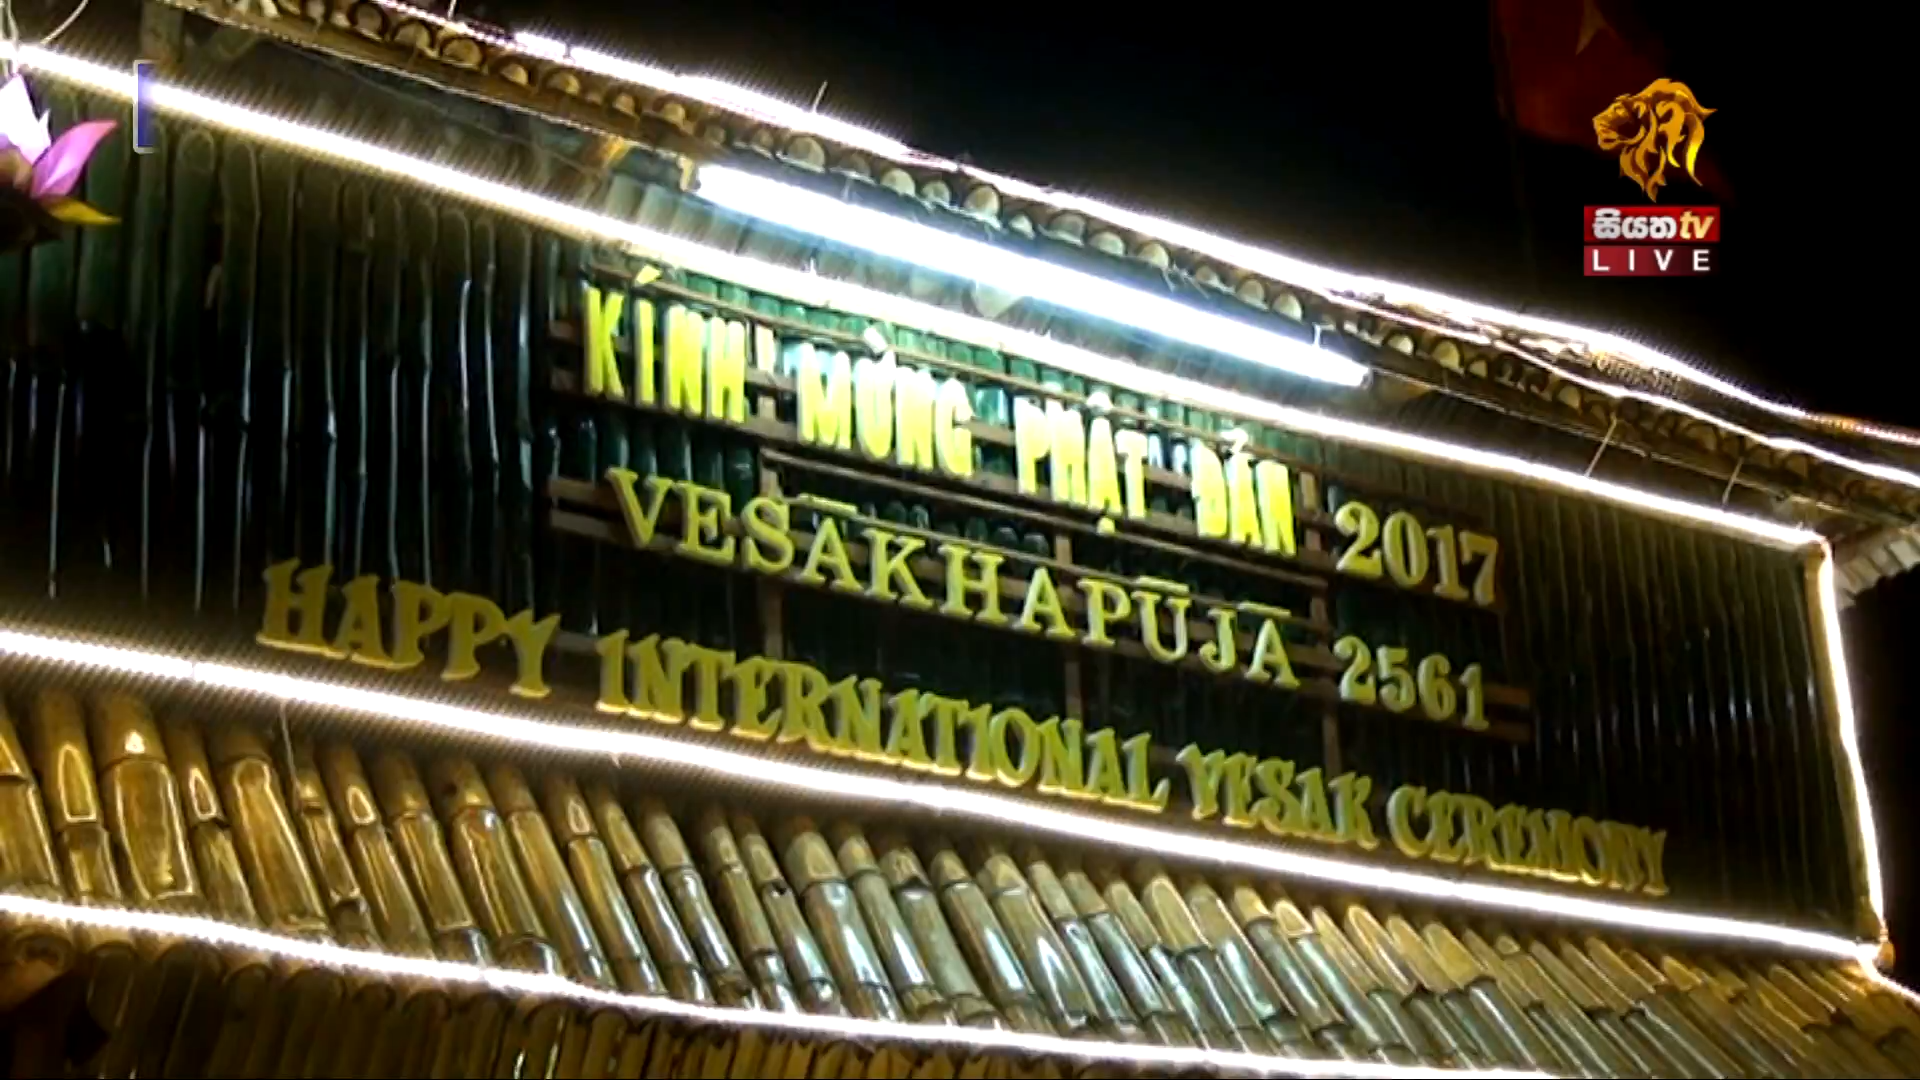 KÍNH MỪNG PHẬT ĐẢN 2017
VESĀKHAPŪJĀ 2561
HAPPY INTERNATIONAL VESAK CEREMONY
සියත tv
LIVE